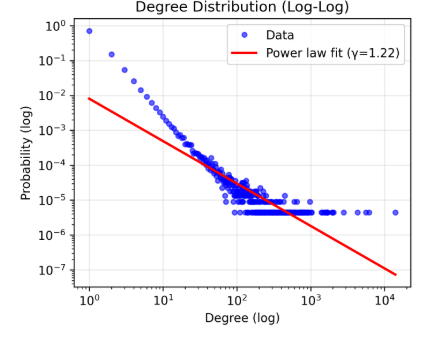 Degree Distribution (Log-Log)
Data
Power law fit (γ=1.22)
10⁰
10⁻¹
10⁻²
10⁻³
10⁻⁴
10⁻⁵
10⁻⁶
10⁻⁷
Probability (log)
10⁰ 10¹ 10² 10³ 10⁴
Degree (log)